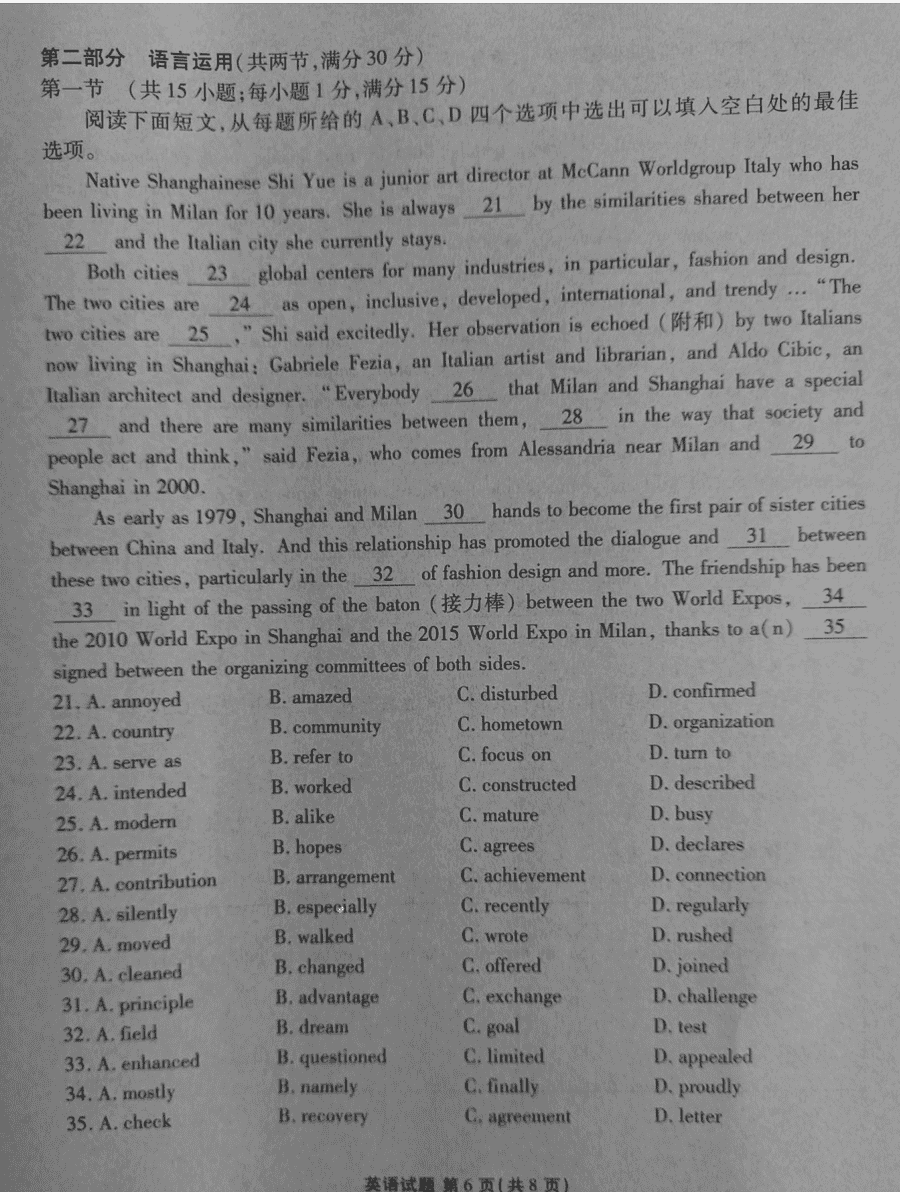 第二部分 语言运用(共两节,满分30分)
第一节 (共15小题;每小题1分,满分15分)
阅读下面短文,从每题所给的A、B、C、D四个选项中选出可以填入空白处的最佳
选项。
Native Shanghainese Shi Yue is a junior art director at McCann Worldgroup Italy who has
been living in Milan for 10 years. She is always 21 by the similarities shared between her
22 and the Italian city she currently stays.
Both cities 23 global centers for many industries, in particular, fashion and design.
The two cities are 24 as open, inclusive, developed, international, and trendy … “The
two cities are 25 ,” Shi said excitedly. Her observation is echoed (附和) by two Italians
now living in Shanghai: Gabriele Fezia, an Italian artist and librarian, and Aldo Cibic, an
Italian architect and designer. “Everybody 26 that Milan and Shanghai have a special
27 and there are many similarities between them, 28 in the way that society and
people act and think,” said Fezia, who comes from Alessandria near Milan and 29 to
Shanghai in 2000.
As early as 1979, Shanghai and Milan 30 hands to become the first pair of sister cities
between China and Italy. And this relationship has promoted the dialogue and 31 between
these two cities, particularly in the 32 of fashion design and more. The friendship has been
33 in light of the passing of the baton (接力棒) between the two World Expos, 34
the 2010 World Expo in Shanghai and the 2015 World Expo in Milan, thanks to a(n) 35
signed between the organizing committees of both sides.
21. A. annoyed B. amazed C. disturbed D. confirmed
22. A. country B. community C. hometown D. organization
23. A. serve as B. refer to C. focus on D. turn to
24. A. intended B. worked C. constructed D. described
25. A. modern B. alike C. mature D. busy
26. A. permits B. hopes C. agrees D. declares
27. A. contribution B. arrangement C. achievement D. connection
28. A. silently B. especially C. recently D. regularly
29. A. moved B. walked C. wrote D. rushed
30. A. cleaned B. changed C. offered D. joined
31. A. principle B. advantage C. exchange D. challenge
32. A. field B. dream C. goal D. test
33. A. enhanced B. questioned C. limited D. appealed
34. A. mostly B. namely C. finally D. proudly
35. A. check B. recovery C. agreement D. letter
英语试题 第6页(共8页)